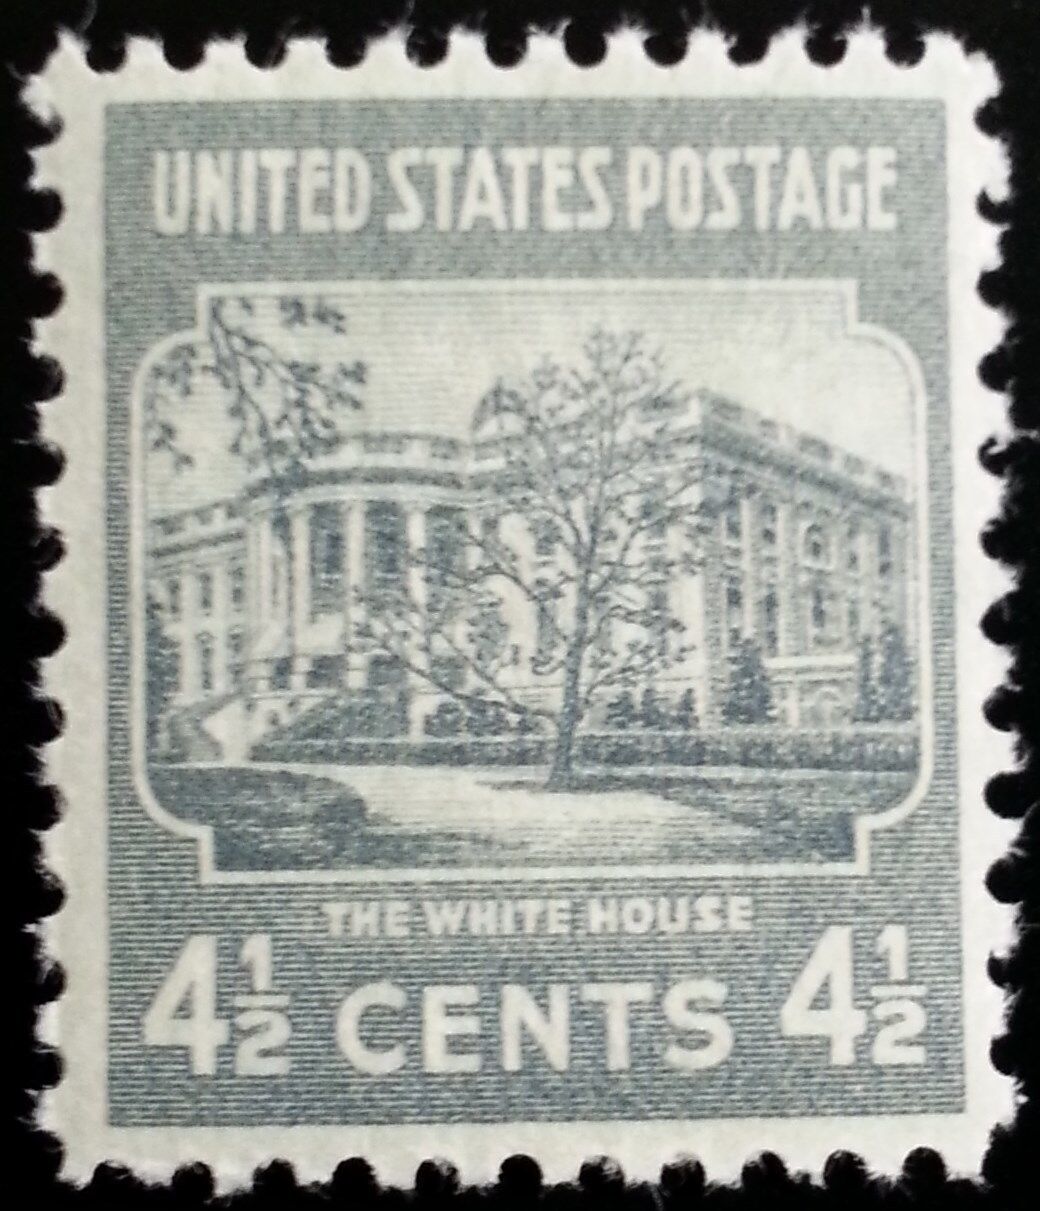 UNITED STATES POSTAGE
THE WHITE HOUSE
4½ CENTS 4½